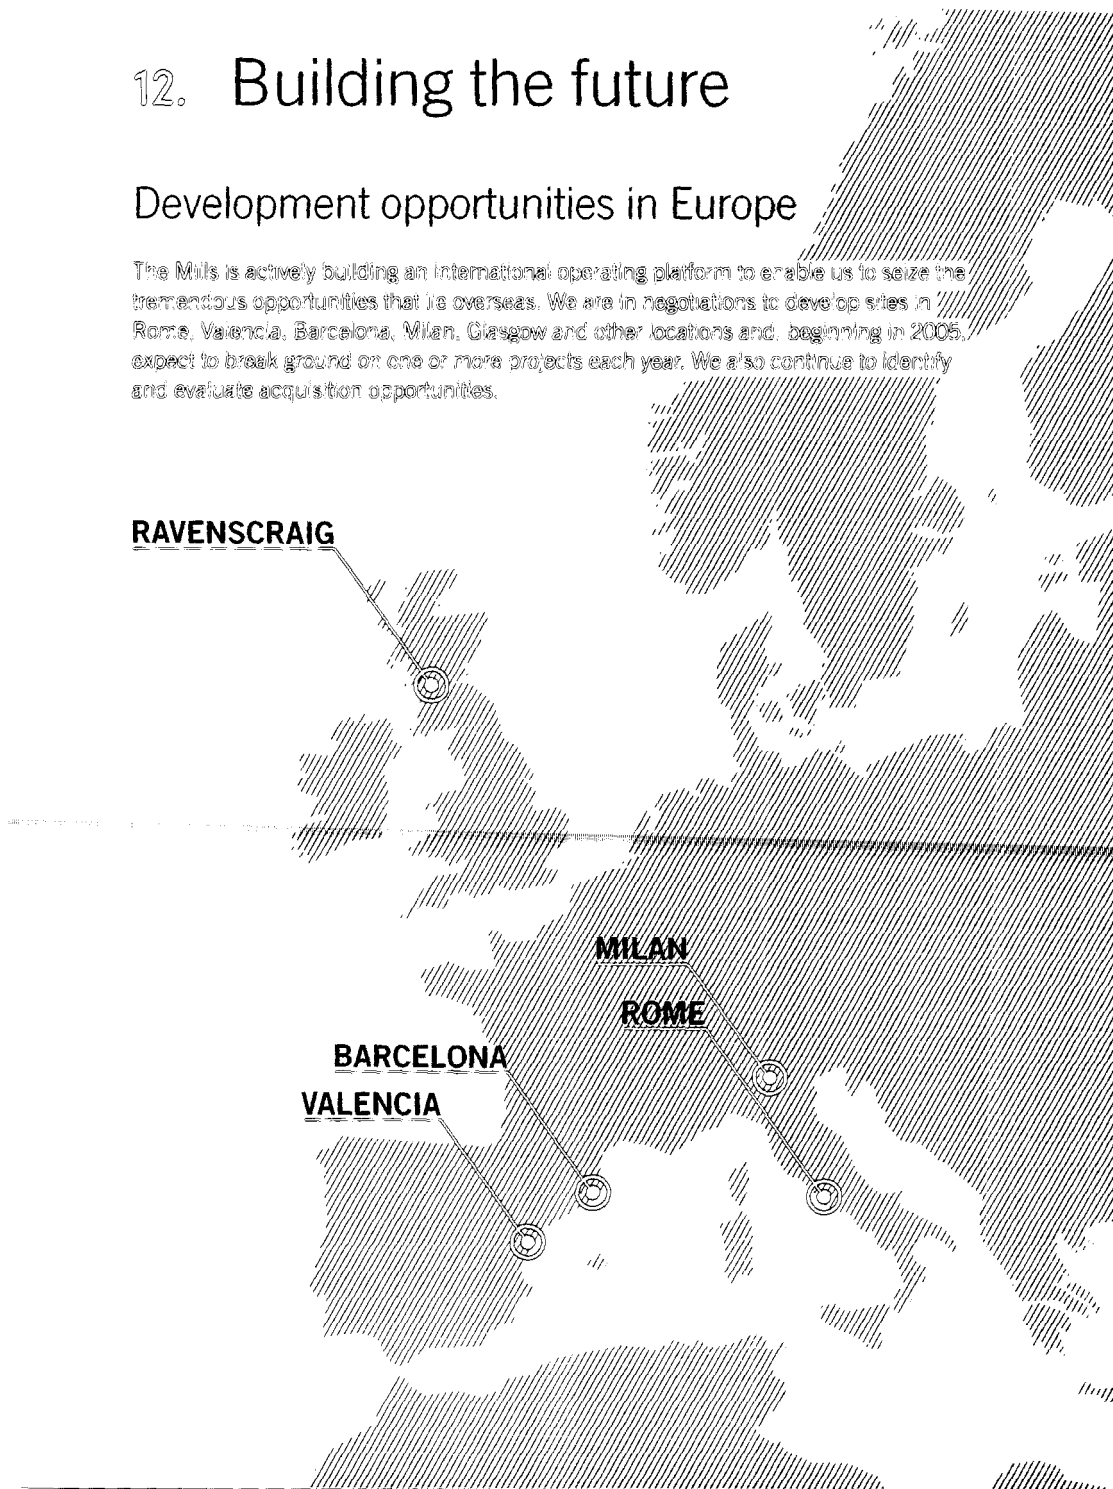 12. Building the future
Development opportunities in Europe
The Mills is actively building an international operating platform to enable us to seize the
tremendous opportunities that lie overseas. We are in negotiations to develop sites in
Rome, Valencia, Barcelona, Milan, Glasgow and other locations and, beginning in 2005,
expect to break ground on one or more projects each year. We also continue to identify
and evaluate acquisition opportunities.
RAVENSCRAIG
MILAN
ROME
BARCELONA
VALENCIA